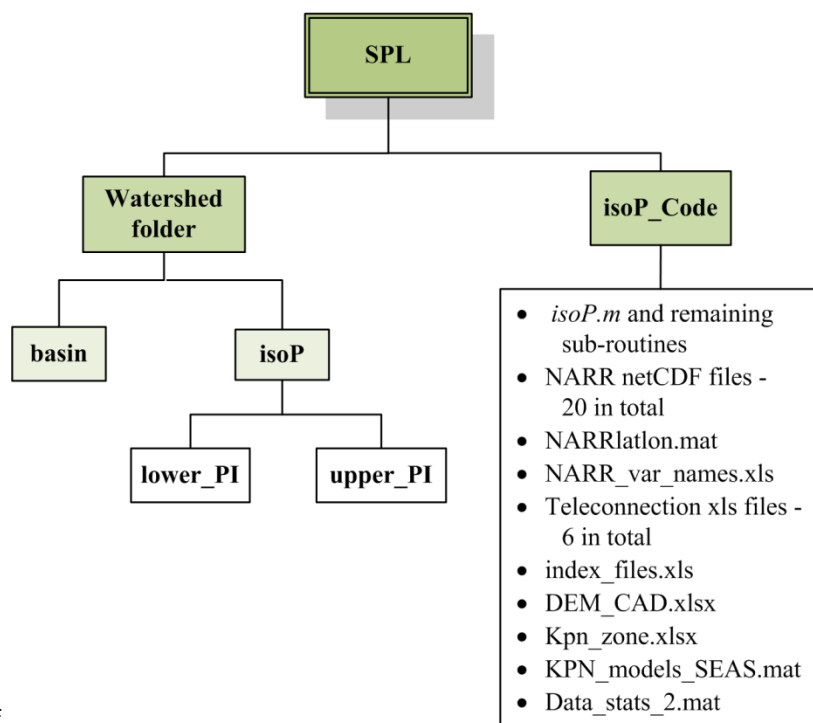 SPL
Watershed
folder
isoP_Code
basin
isoP
lower_PI
upper_PI
• isoP.m and remaining
sub-routines
• NARR netCDF files -
20 in total
• NARRlatlon.mat
• NARR_var_names.xls
• Teleconnection xls files -
6 in total
• index_files.xls
• DEM_CAD.xlsx
• Kpn_zone.xlsx
• KPN_models_SEAS.mat
• Data_stats_2.mat